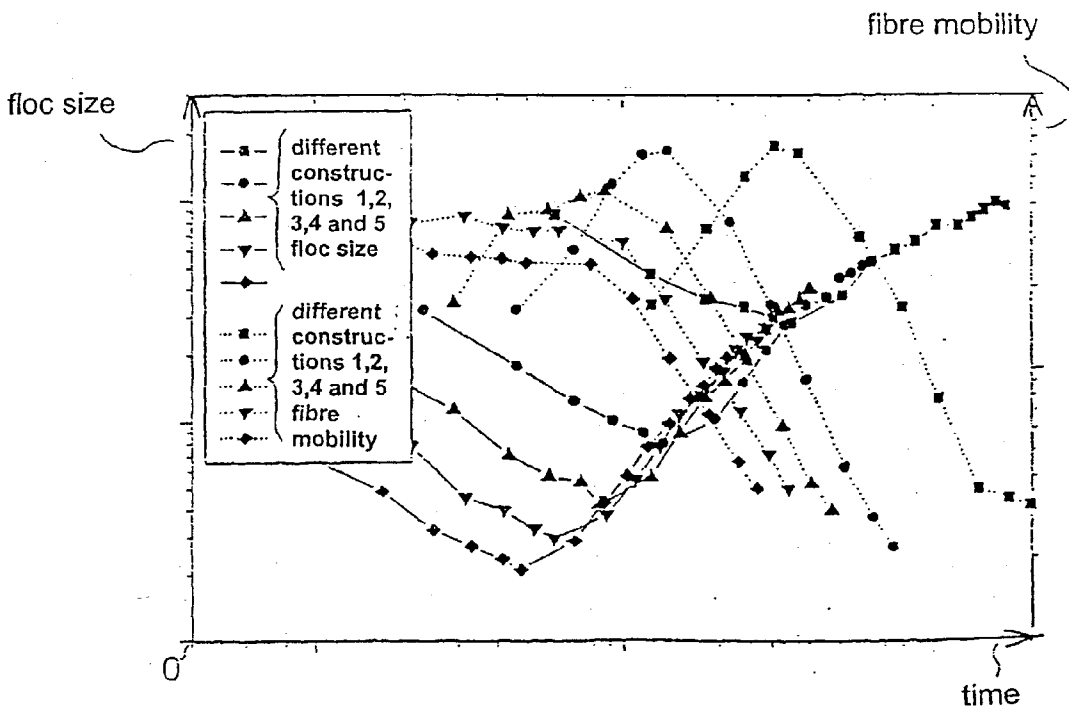 fibre mobility
floc size
different
construc-
tions 1,2,
3,4 and 5
floc size
different
construc-
tions 1,2,
3,4 and 5
fibre
mobility
0
time